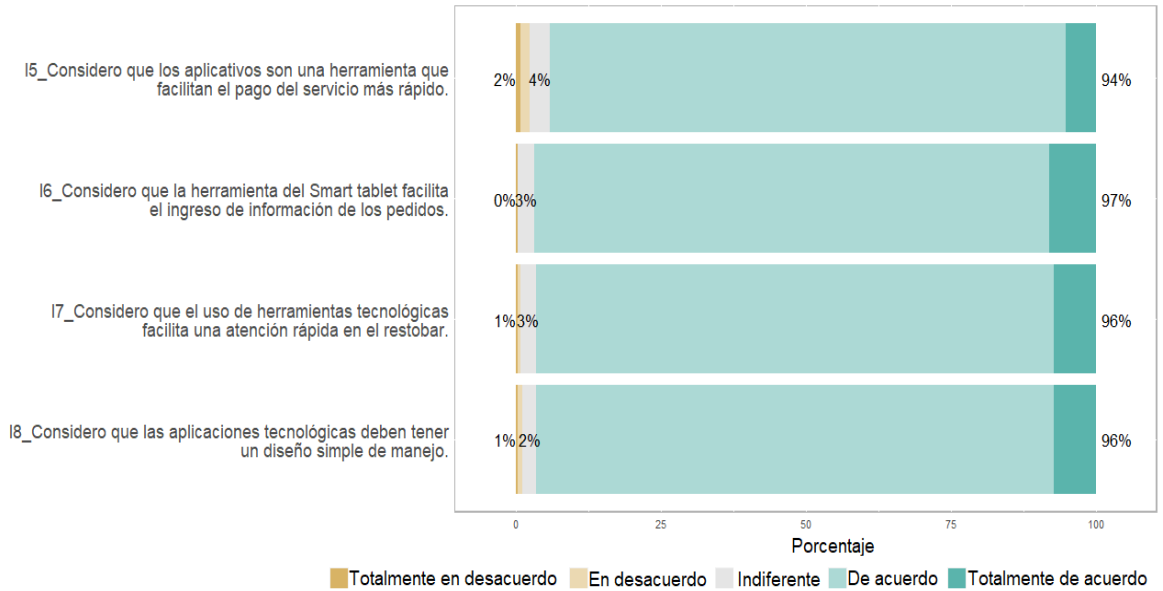 I5_Considero que los aplicativos son una herramienta que
facilitan el pago del servicio más rápido.
2% 4% 94%
I6_Considero que la herramienta del Smart tablet facilita
el ingreso de información de los pedidos.
0% 3% 97%
I7_Considero que el uso de herramientas tecnológicas
facilita una atención rápida en el restobar.
1% 3% 96%
I8_Considero que las aplicaciones tecnológicas deben tener
un diseño simple de manejo.
1% 2% 96%
0 25 50 75 100
Porcentaje
Totalmente en desacuerdo En desacuerdo Indiferente De acuerdo Totalmente de acuerdo